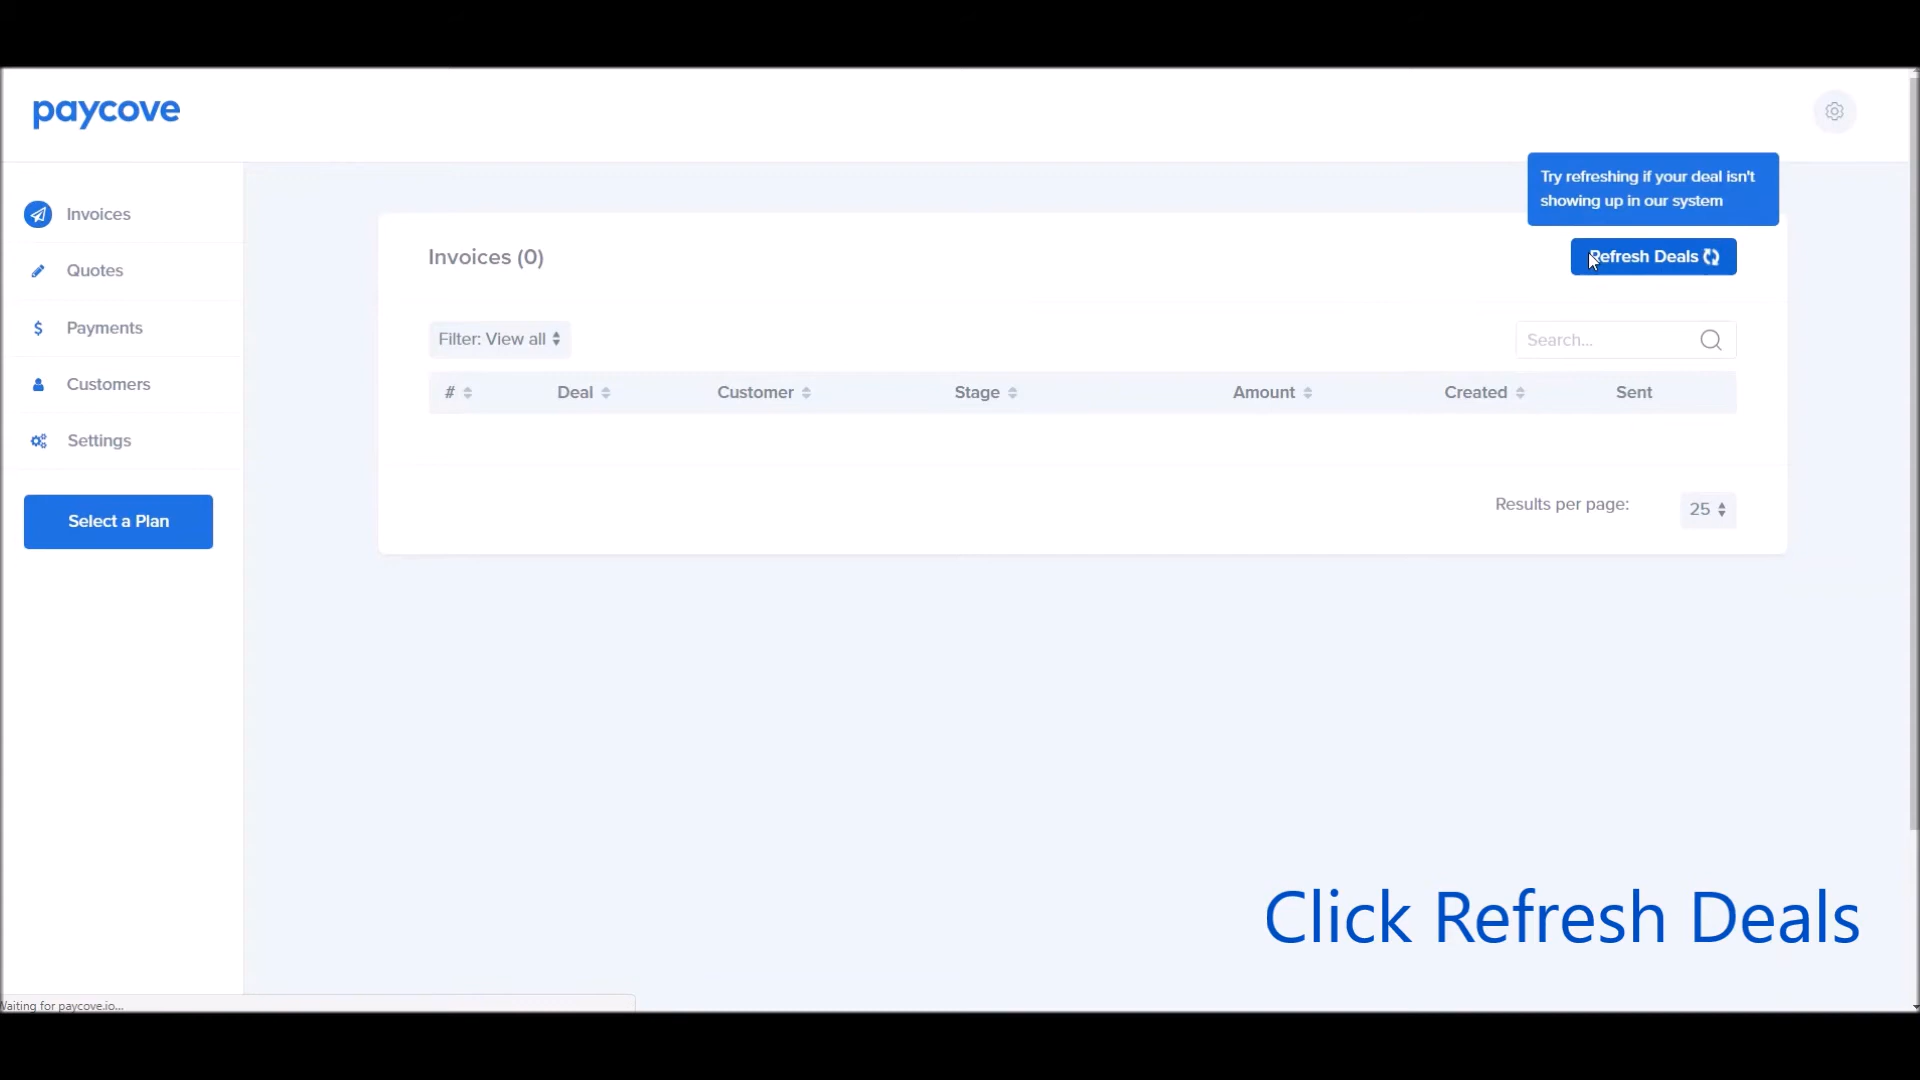 paycove
Try refreshing if your deal isn't
showing up in our system
Invoices
Quotes
Payments
Customers
Settings
Select a Plan
Invoices (0)
Refresh Deals
Filter: View all
Search...
# Deal Customer Stage Amount Created Sent
Results per page: 25
Click Refresh Deals
Waiting for paycove.io...